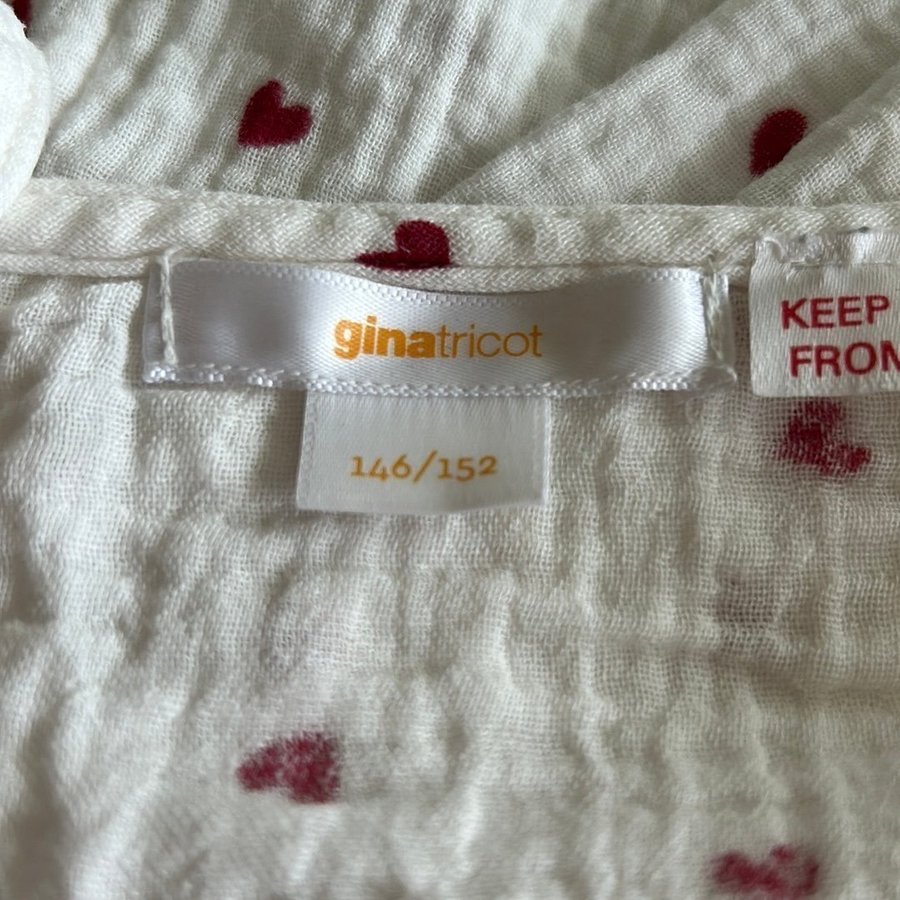 ginatricot
146/152
KEEP
FROM